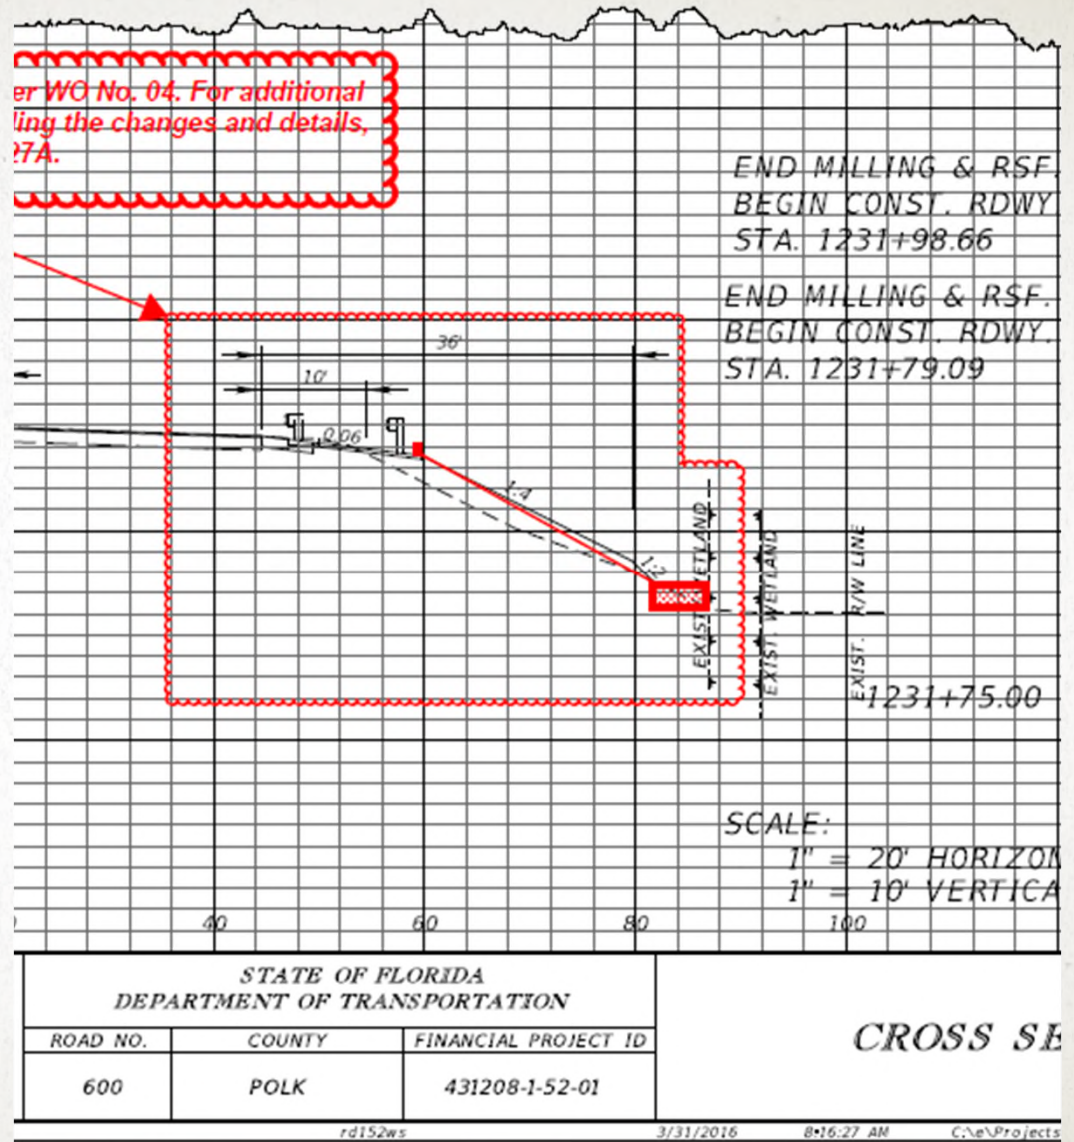 er WO No. 04. For additional
ling the changes and details,
27A.
END MILLING & RSF.
BEGIN CONST. RDWY
STA. 1231+98.66
END MILLING & RSF.
BEGIN CONST. RDWY.
STA. 1231+79.09
36'
10'
0.06
1:4
1:2
EXIST. WETLAND
EXIST. WETLAND
EXIST. R/W LINE
1231+75.00
SCALE:
1" = 20' HORIZON
1" = 10' VERTICA
40 60 80 100
STATE OF FLORIDA
DEPARTMENT OF TRANSPORTATION
ROAD NO. COUNTY FINANCIAL PROJECT ID
600 POLK 431208-1-52-01
CROSS SE
rd152ws 3/31/2016 8:16:27 AM C:\e\Projects